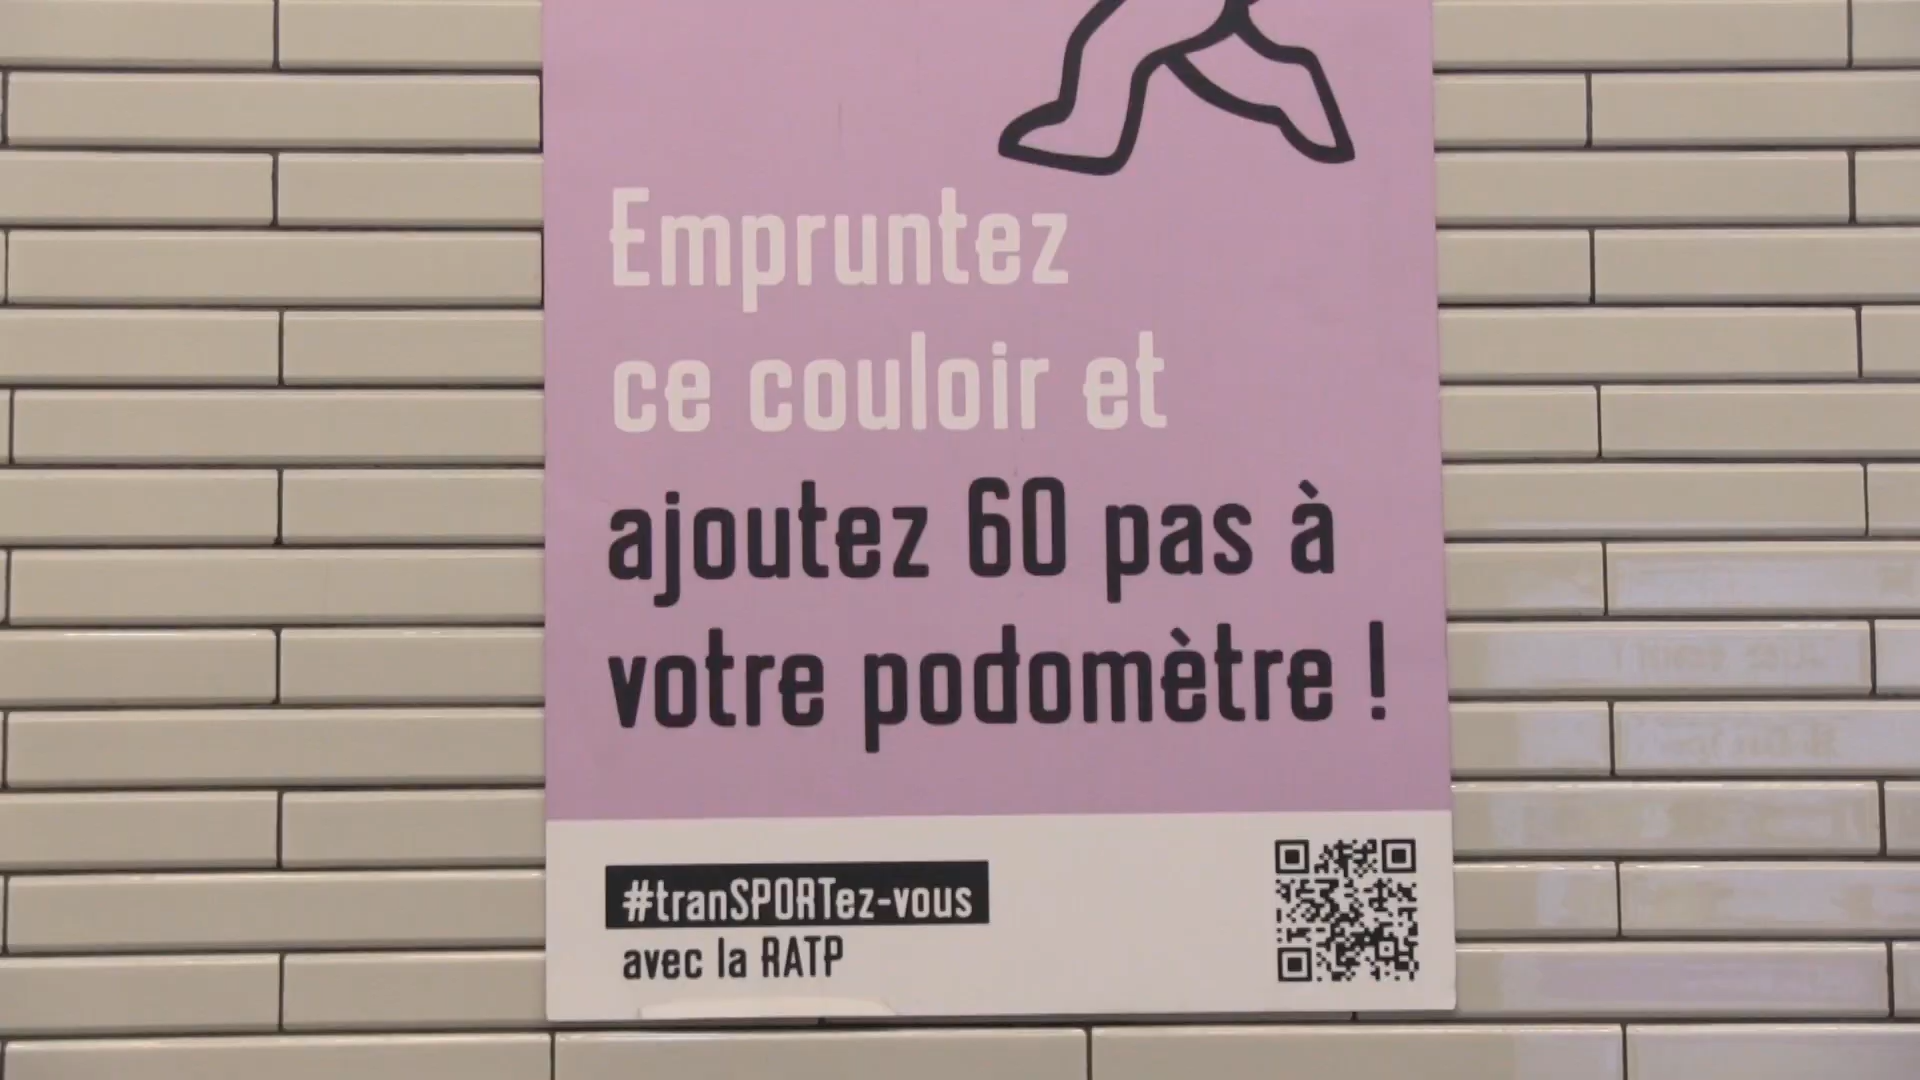 Empruntez
ce couloir et
ajoutez 60 pas à
votre podomètre !
#tranSPORTez-vous
avec la RATP